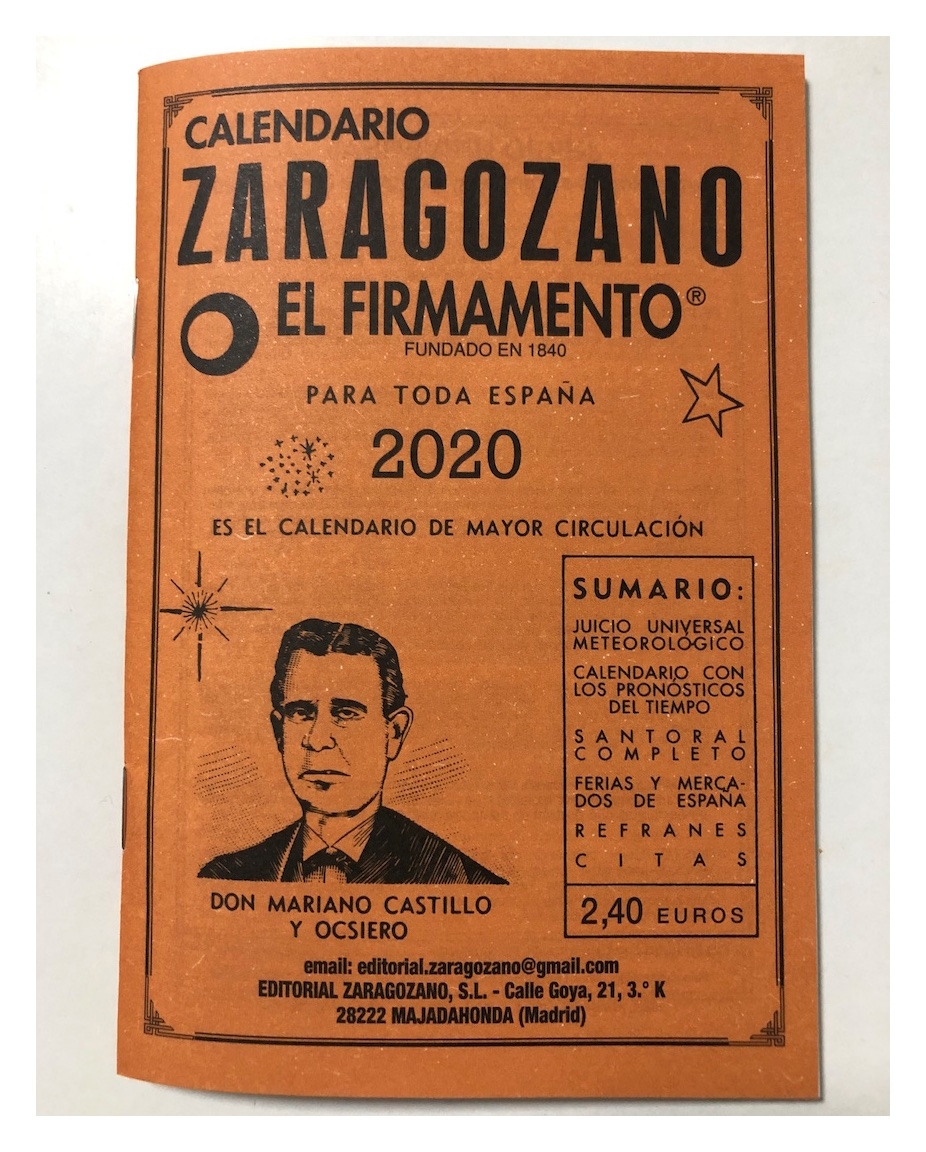 CALENDARIO
ZARAGOZANO
EL FIRMAMENTO®
FUNDADO EN 1840
PARA TODA ESPAÑA
2020
ES EL CALENDARIO DE MAYOR CIRCULACIÓN
SUMARIO:
JUICIO UNIVERSAL
METEOROLÓGICO
CALENDARIO CON
LOS PRONÓSTICOS
DEL TIEMPO
SANTORAL
COMPLETO
FERIAS Y MERCA-
DOS DE ESPAÑA
REFRANES
CITAS
2,40 EUROS
DON MARIANO CASTILLO
Y OCSIERO
email: editorial.zaragozano@gmail.com
EDITORIAL ZARAGOZANO, S.L. - Calle Goya, 21, 3.° K
28222 MAJADAHONDA (Madrid)